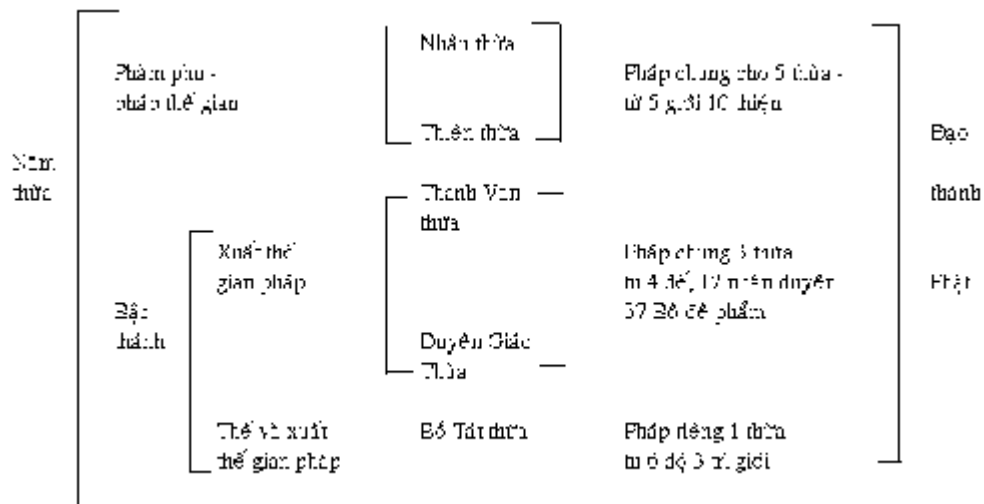 Năm
thừa
Phàm phu -
pháp thế gian
Nhân thừa
Thiên thừa
Pháp chung cho 5 thừa -
tu 5 giới 10 thiện
Bậc
thánh
Xuất thế
gian pháp
Thanh Văn
thừa
Duyên Giác
Thừa
Pháp chung 3 thừa
tu 4 đế, 12 nhân duyên
37 Bồ đề phẩm
Thế và xuất
thế gian pháp
Bồ Tát thừa
Pháp riêng 1 thừa
tu 6 độ 3 tụ giới
Đạo
thành
Phật